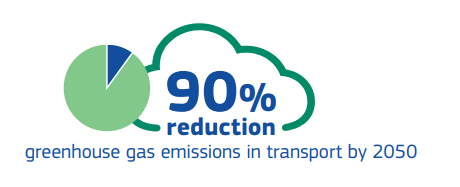 90%
reduction
greenhouse gas emissions in transport by 2050